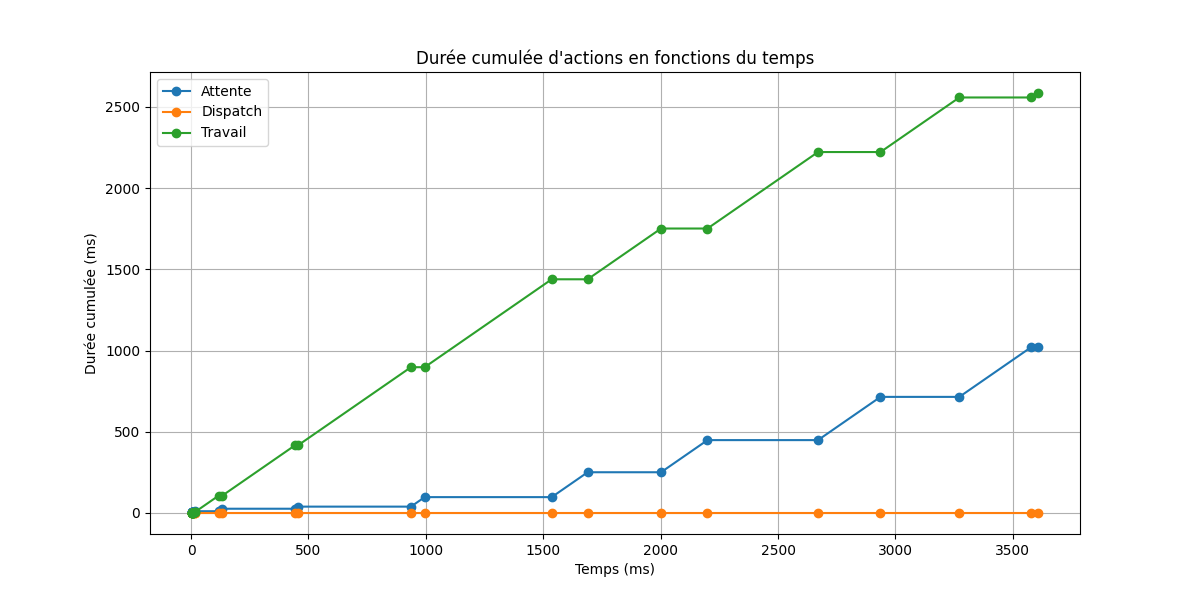 Durée cumulée d'actions en fonctions du temps
Attente
Dispatch
Travail
Durée cumulée (ms)
2500
2000
1500
1000
500
0
0
500
1000
1500
2000
2500
3000
3500
Temps (ms)